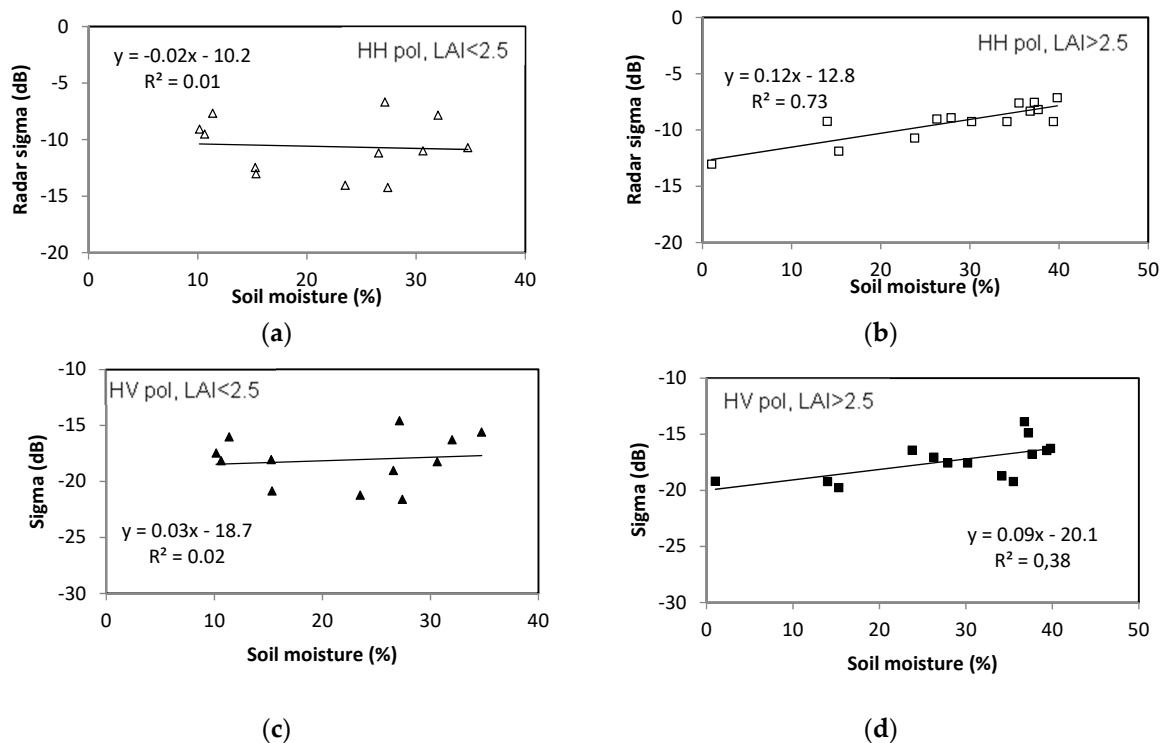 0
-5
-10
-15
-20
Radar sigma (dB)
y = -0.02x - 10.2
R² = 0.01
HH pol, LAI<2.5
0
10
20
30
40
Soil moisture (%)
(a)
0
-5
-10
-15
-20
Radar sigma (dB)
HH pol, LAI>2.5
y = 0.12x - 12.8
R² = 0.73
0
10
20
30
40
50
Soil moisture (%)
(b)
-10
-15
-20
-25
-30
Sigma (dB)
HV pol, LAI<2.5
y = 0.03x - 18.7
R² = 0.02
0
10
20
30
40
Soil moisture (%)
(c)
-10
-15
-20
-25
-30
Sigma (dB)
HV pol, LAI>2.5
y = 0.09x - 20.1
R² = 0,38
0
10
20
30
40
50
Soil moisture (%)
(d)